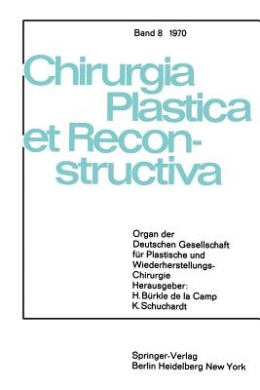 Band 8 1970
Chirurgia
Plastica
et Recon-
structiva
Organ der
Deutschen Gesellschaft
für Plastische und
Wiederherstellungs-
Chirurgie
Herausgeber:
H. Bürkle de la Camp
K. Schuchardt
Springer-Verlag
Berlin Heidelberg New York